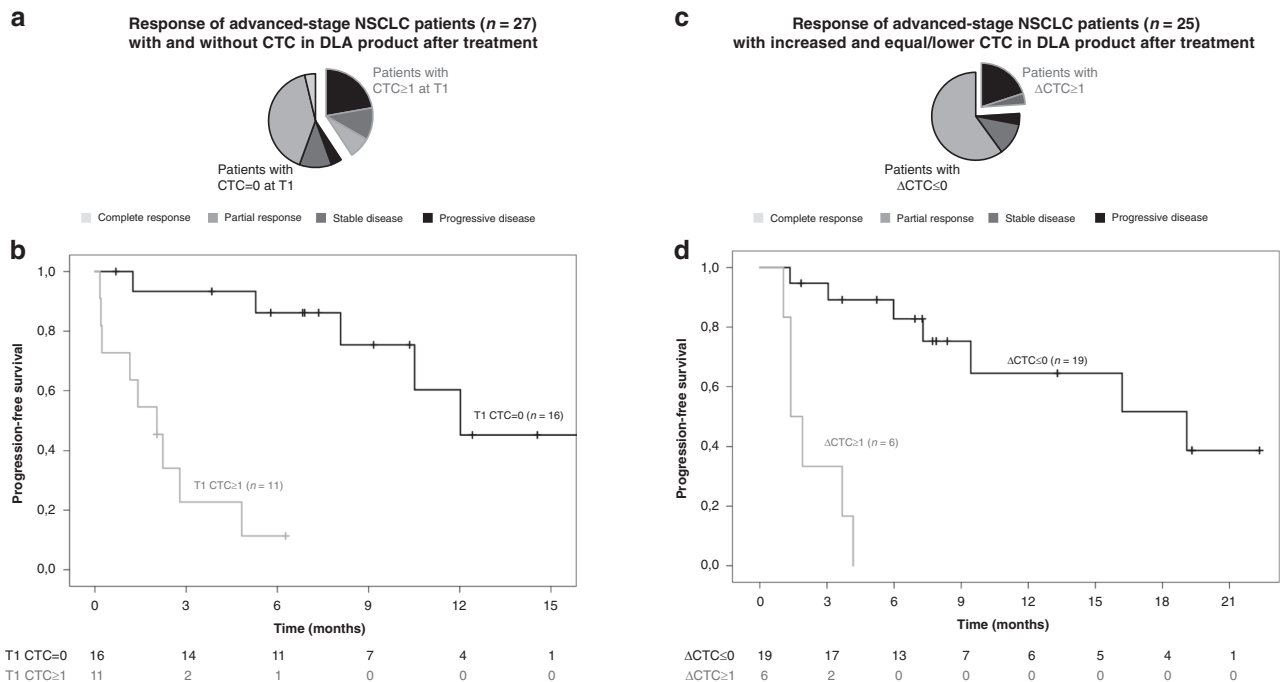 a
Response of advanced-stage NSCLC patients (n = 27)
with and without CTC in DLA product after treatment
Patients with
CTC≥1 at T1
Patients with
CTC=0 at T1
Complete response Partial response Stable disease Progressive disease
b
Progression-free survival
1,0
0,8
0,6
0,4
0,2
0,0
T1 CTC=0 (n = 16)
T1 CTC≥1 (n = 11)
0 3 6 9 12 15
Time (months)
T1 CTC=0 16 14 11 7 4 1
T1 CTC≥1 11 2 1 0 0 0
c
Response of advanced-stage NSCLC patients (n = 25)
with increased and equal/lower CTC in DLA product after treatment
Patients with
ΔCTC≥1
Patients with
ΔCTC≤0
Complete response Partial response Stable disease Progressive disease
d
Progression-free survival
1,0
0,8
0,6
0,4
0,2
0,0
ΔCTC≤0 (n = 19)
ΔCTC≥1 (n = 6)
0 3 6 9 12 15 18 21
Time (months)
ΔCTC≤0 19 17 13 7 6 5 4 1
ΔCTC≥1 6 2 0 0 0 0 0 0